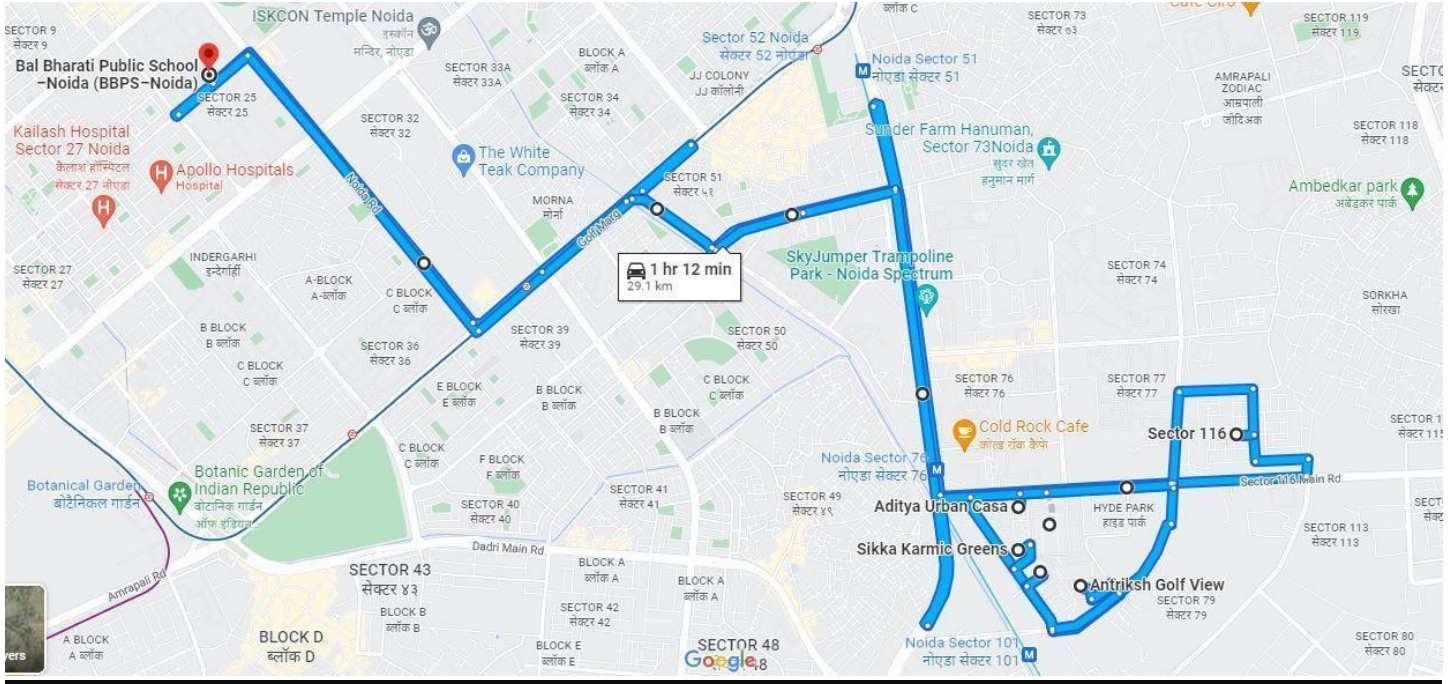 SECTOR 9
सेक्टर 9
ISKCON Temple Noida
इस्कॉन
मन्दिर, नोएडा
Bal Bharati Public School
–Noida (BBPS–Noida)
SECTOR 25
सेक्टर 25
SECTOR 33A
सेक्टर 33A
BLOCK A
ब्लॉक A
SECTOR 34
सेक्टर 34
SECTOR 32
सेक्टर 32
Sector 52 Noida
सेक्टर 52 नोएडा
JJ COLONY
JJ कॉलोनी
ब्लॉक C
Noida Sector 51
नोएडा सेक्टर 51
SECTOR 73
सेक्टर 63
SECTOR 119
सेक्टर 119
AMRAPALI
ZODIAC
आम्रपाली
जोडिअक
SECTOR 118
सेक्टर 118
Kailash Hospital
Sector 27 Noida
कैलाश हॉस्पिटल
सेक्टर 27 नोएडा
Apollo Hospitals
Hospital
The White
Teak Company
Noida Rd
MORNA
मोर्ना
Golf Marg
SECTOR 51
सेक्टर ५१
Sunder Farm Hanuman,
Sector 73Noida
सुंदर खेत
हनुमान मार्ग
Ambedkar park
अंबेडकर पार्क
1 hr 12 min
29.1 km
SkyJumper Trampoline
Park - Noida Spectrum
SECTOR 27
सेक्टर 27
INDERGARHI
इन्देर्गार्ही
A-BLOCK
A-ब्लॉक
C BLOCK
C ब्लॉक
SECTOR 74
सेक्टर 74
SORKHA
सोरखा
B BLOCK
B ब्लॉक
SECTOR 36
सेक्टर 36
SECTOR 39
सेक्टर 39
SECTOR 50
सेक्टर 50
C BLOCK
C ब्लॉक
E BLOCK
E ब्लॉक
B BLOCK
B ब्लॉक
C BLOCK
C ब्लॉक
B BLOCK
B ब्लॉक
SECTOR 76
सेक्टर 76
SECTOR 77
सेक्टर 77
SECTOR 37
सेक्टर 37
C BLOCK
C ब्लॉक
F BLOCK
F ब्लॉक
Cold Rock Cafe
कोल्ड रॉक कैफे
Sector 116
सेक्टर 115
Botanical Garden
बोटैनिकल गार्डन
Botanic Garden of
Indian Republic
बोटानिक गार्डन
ऑफ इंडियन
SECTOR 40
सेक्टर 40
SECTOR 41
सेक्टर 41
SECTOR 49
सेक्टर ४९
Noida Sector 76
नोएडा सेक्टर 76
Sector 116 Main Rd
Aditya Urban Casa
HYDE PARK
हाइड पार्क
SECTOR 113
सेक्टर 113
Dadri Main Rd
Amrapali Rd
SECTOR 43
सेक्टर ४३
BLOCK A
ब्लॉक A
BLOCK A
ब्लॉक A
Sikka Karmic Greens
Antriksh Golf View
SECTOR 79
सेक्टर 79
BLOCK B
ब्लॉक B
SECTOR 42
सेक्टर 42
A BLOCK
A ब्लॉक
BLOCK D
ब्लॉक D
BLOCK E
ब्लॉक E
SECTOR 48
Google
Noida Sector 101
नोएडा सेक्टर 101
SECTOR 80
सेक्टर 80